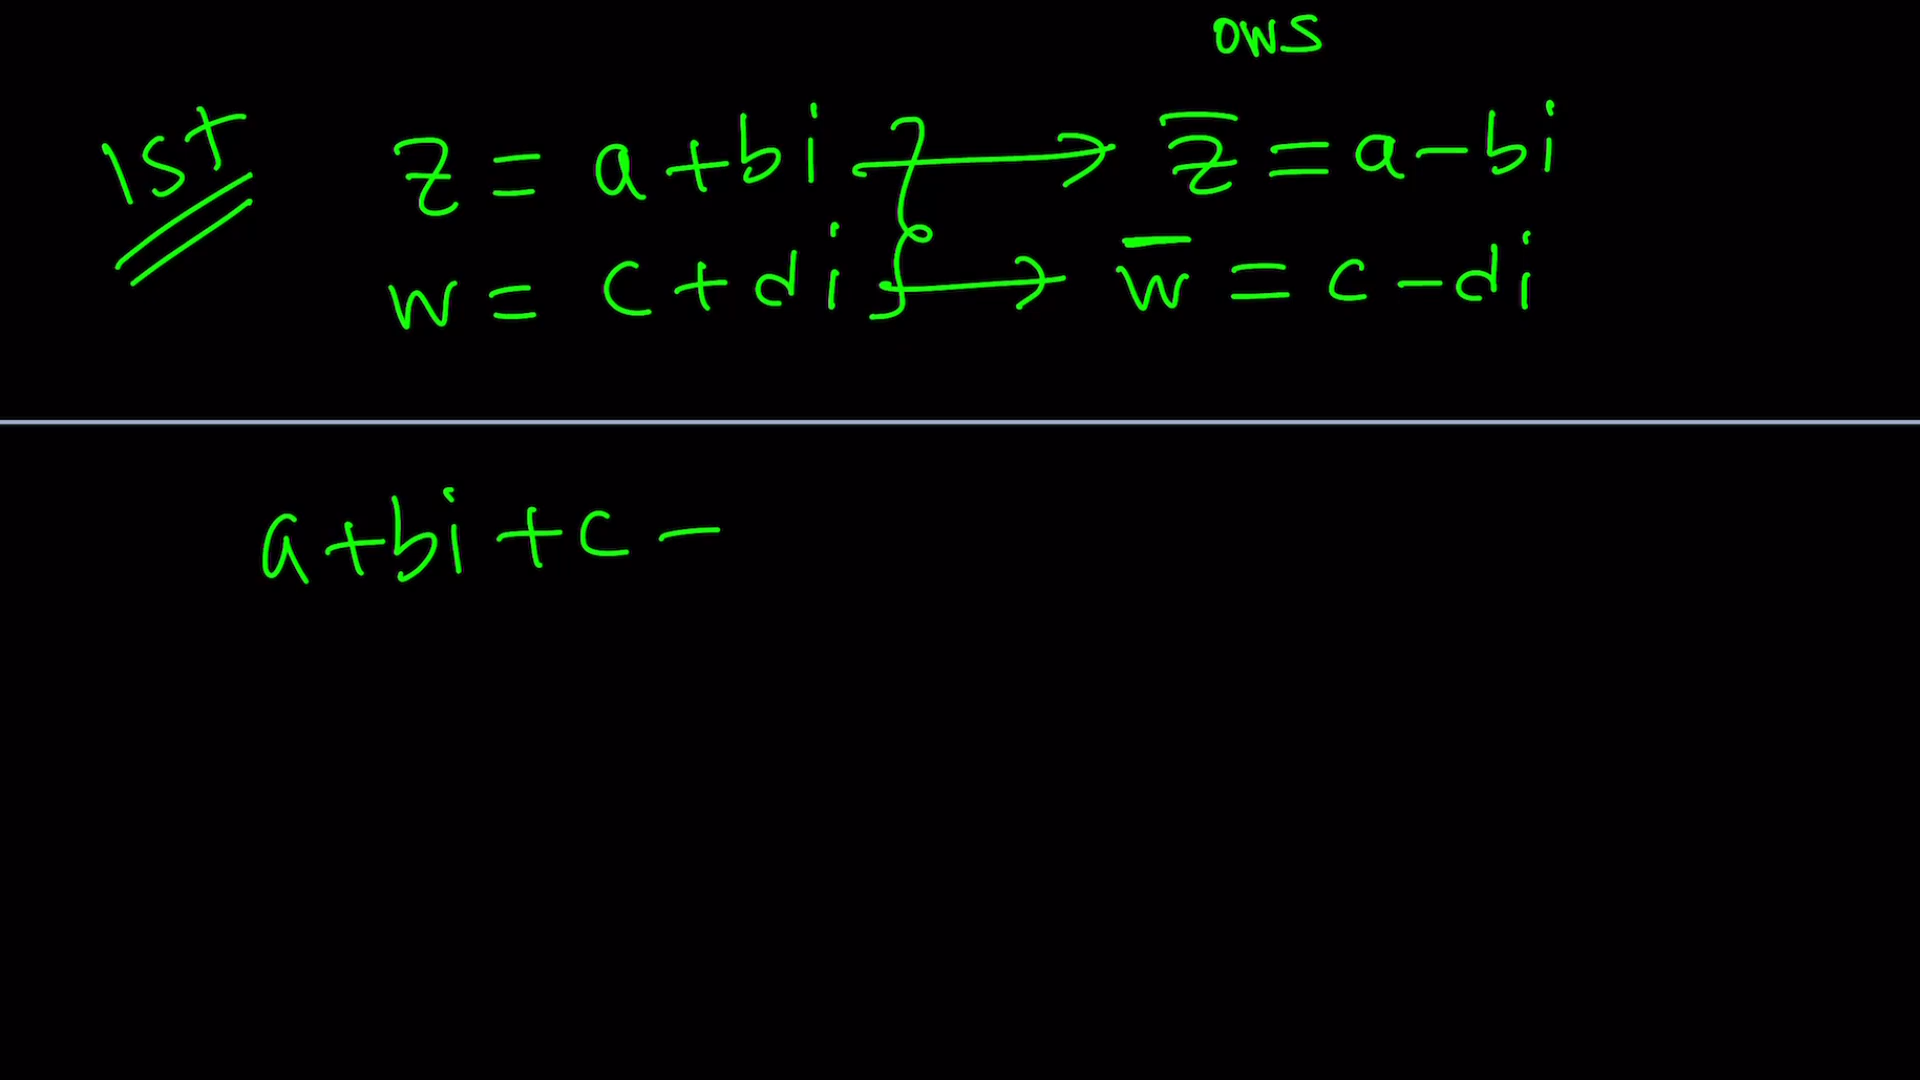 ows
1st z = a + bi } → z̅ = a - bi
w = c + di } → w̅ = c - di
a + bi + c -